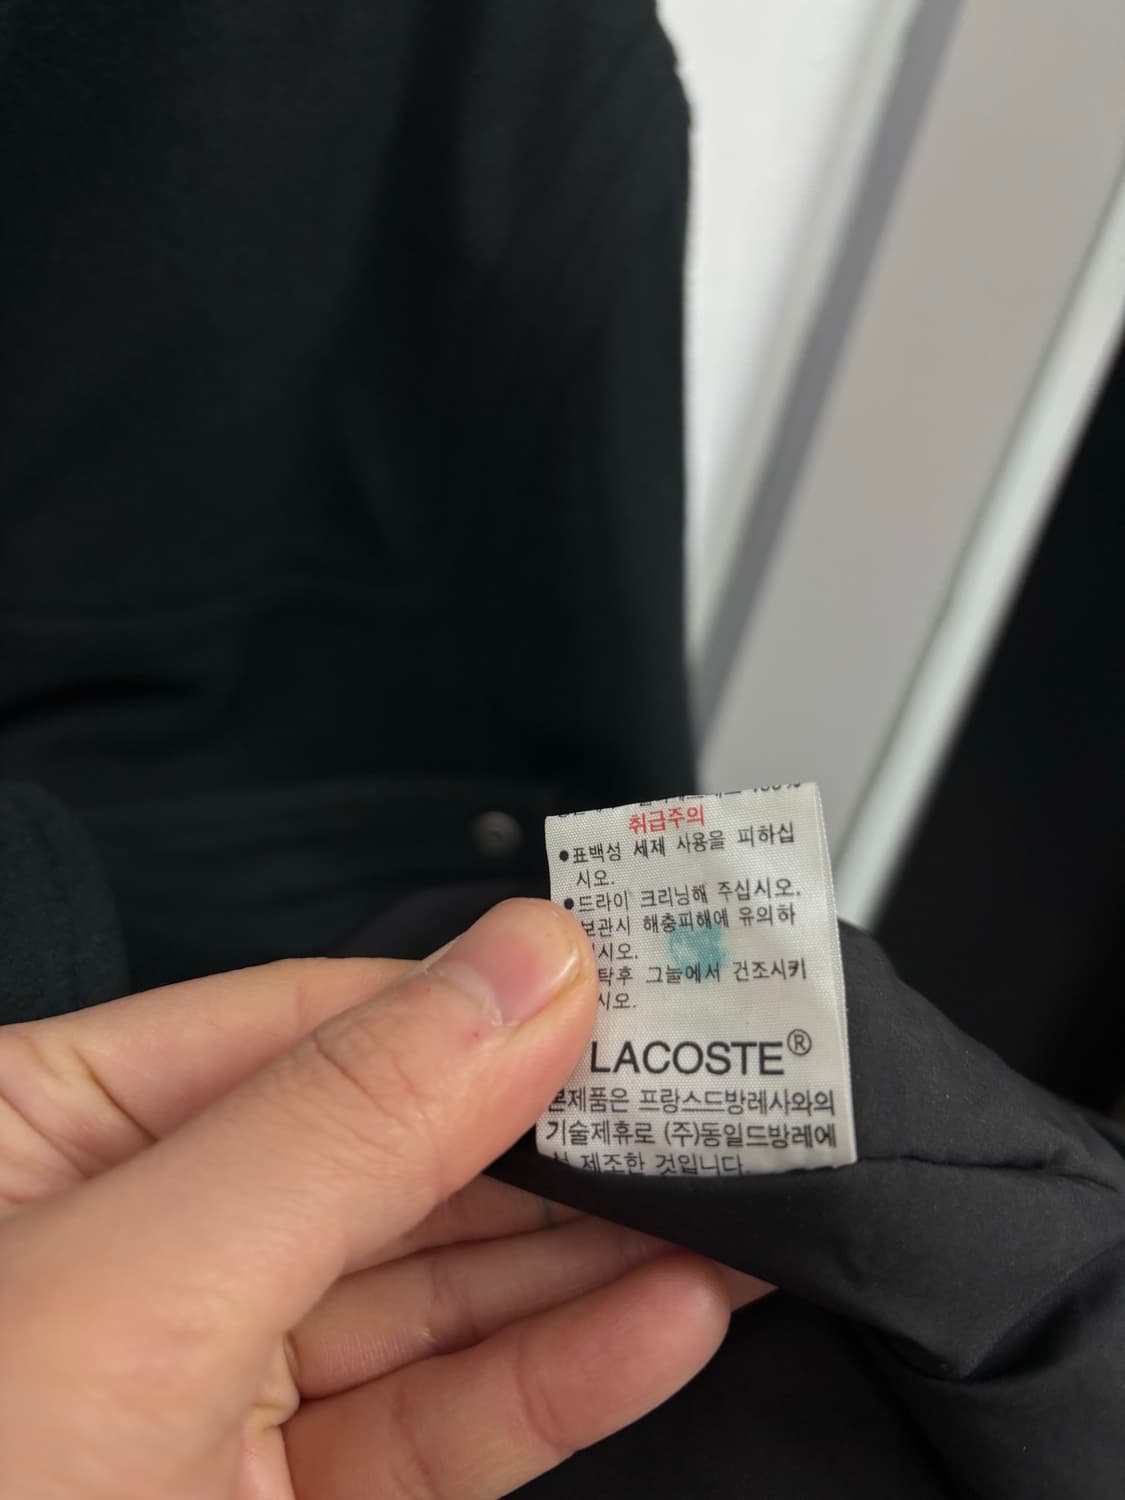 100%
취급주의
●표백성 세제 사용을 피하십
시오.
●드라이 크리닝해 주십시오.
보관시 해충피해에 유의하
시오.
탁후 그늘에서 건조시키
시오.
LACOSTE®
본제품은 프랑스드방레사와의
기술제휴로 (주)동일드방레에
서 제조한 것입니다.